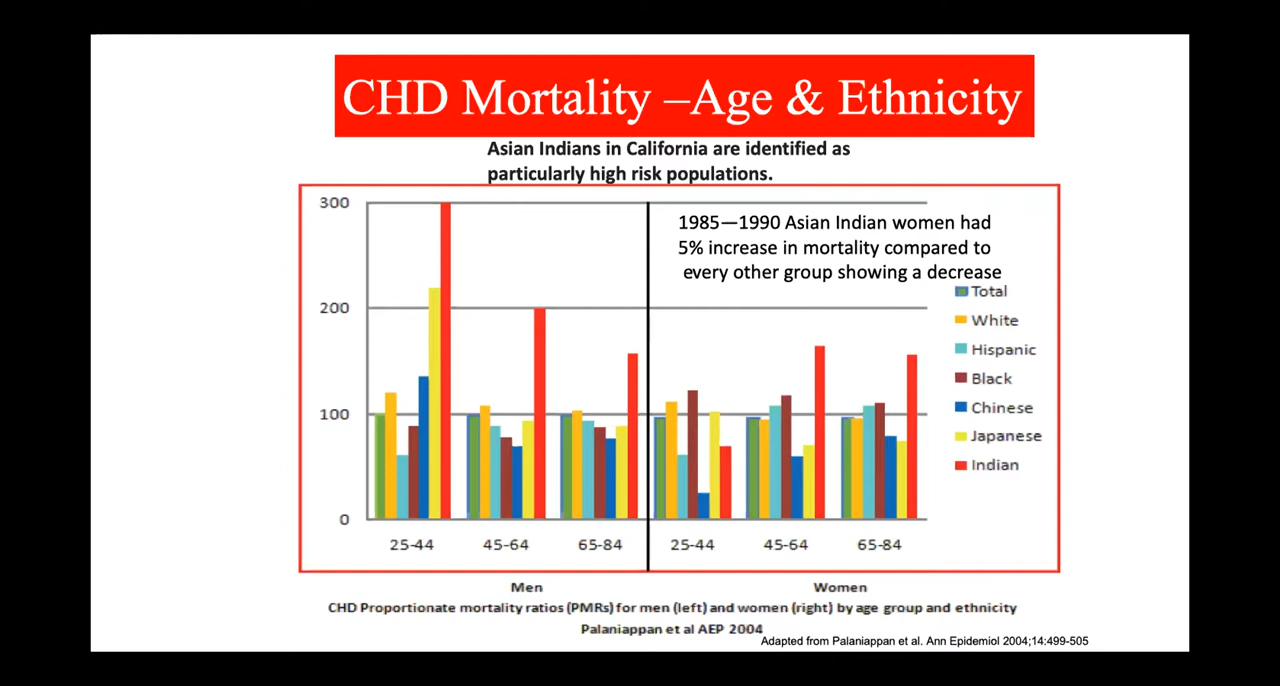 CHD Mortality –Age & Ethnicity
Asian Indians in California are identified as
particularly high risk populations.
300
200
100
0
1985—1990 Asian Indian women had
5% increase in mortality compared to
every other group showing a decrease
Total
White
Hispanic
Black
Chinese
Japanese
Indian
25-44 45-64 65-84 25-44 45-64 65-84
Men Women
CHD Proportionate mortality ratios (PMRs) for men (left) and women (right) by age group and ethnicity
Palaniappan et al AEP 2004
Adapted from Palaniappan et al. Ann Epidemiol 2004;14:499-505